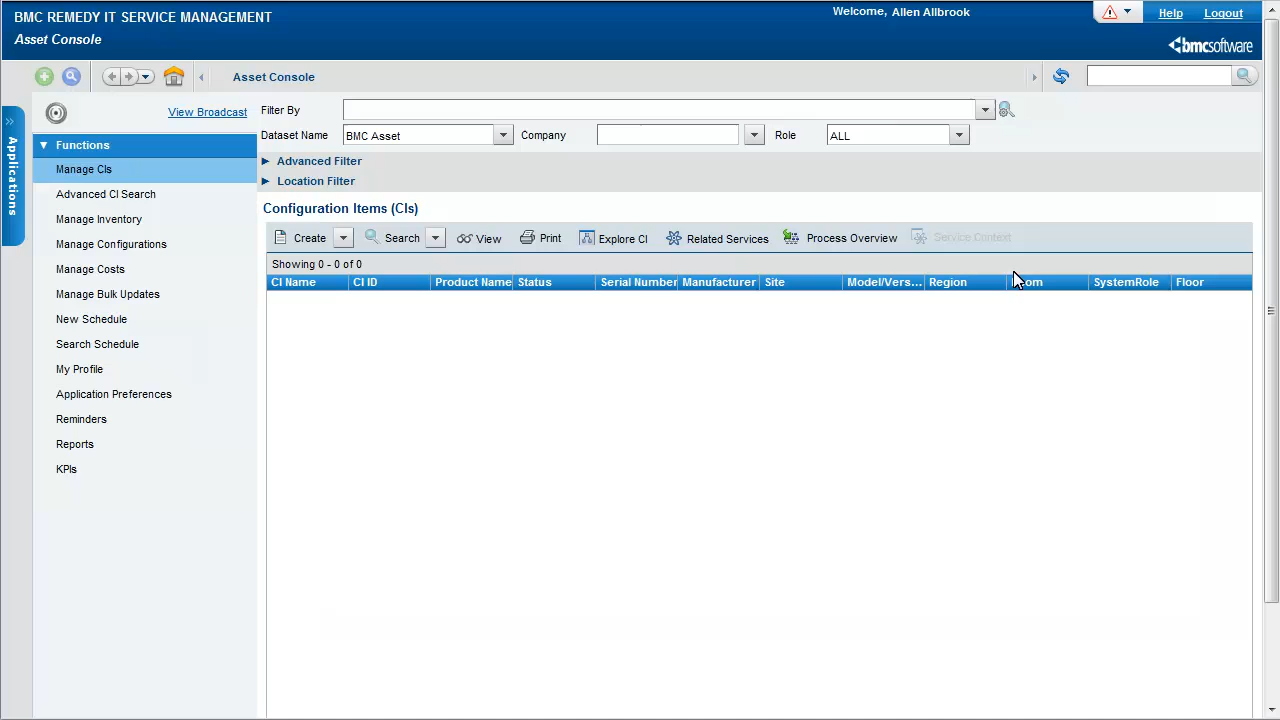 BMC REMEDY IT SERVICE MANAGEMENT
Welcome, Allen Allbrook
Help
Logout
Asset Console
bmcsoftware
Asset Console
View Broadcast
Filter By
Dataset Name
BMC Asset
Company
Role
ALL
Advanced Filter
Location Filter
Applications
Functions
Manage CIs
Advanced CI Search
Manage Inventory
Manage Configurations
Manage Costs
Manage Bulk Updates
New Schedule
Search Schedule
My Profile
Application Preferences
Reminders
Reports
KPIs
Configuration Items (CIs)
Create
Search
View
Print
Explore CI
Related Services
Process Overview
Service Context
Showing 0 - 0 of 0
CI Name
CI ID
Product Name
Status
Serial Number
Manufacturer
Site
Model/Vers...
Region
SystemRole
Floor